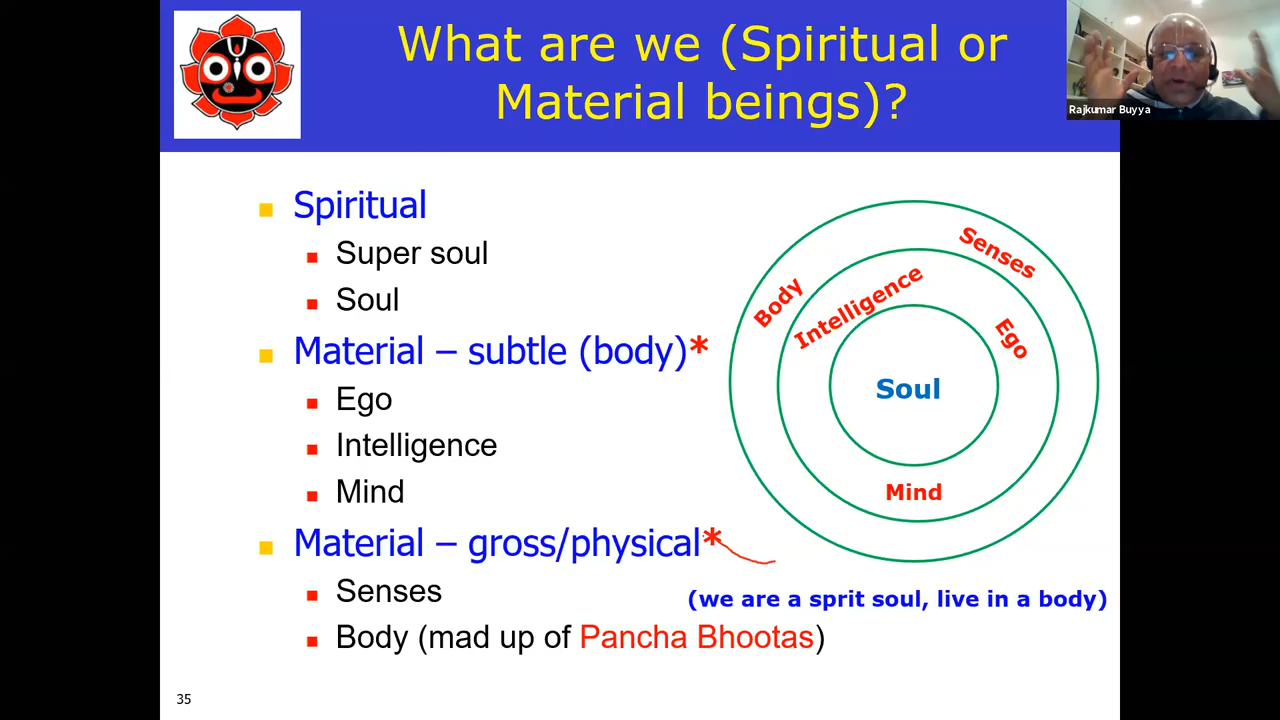 What are we (Spiritual or
Material beings)?
Rajkumar Buyya
Spiritual
Super soul
Soul
Material – subtle (body)*
Ego
Intelligence
Mind
Material – gross/physical*
Senses
Body (mad up of Pancha Bhootas)
Senses
Body
Intelligence
Ego
Soul
Mind
(we are a sprit soul, live in a body)
35